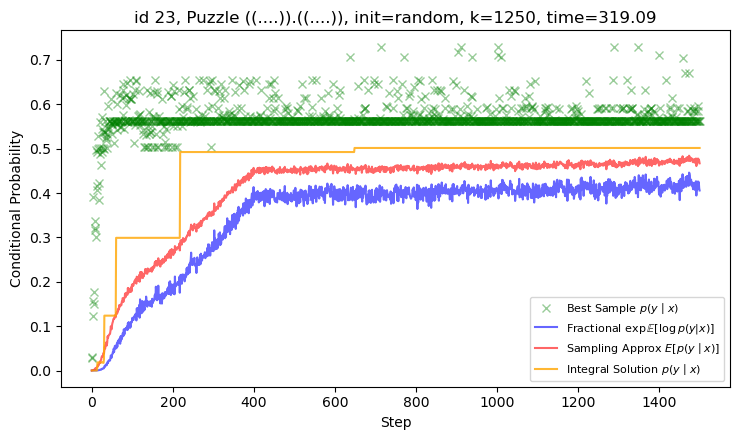 id 23, Puzzle ((....)).((....)), init=random, k=1250, time=319.09
Conditional Probability
0.7
0.6
0.5
0.4
0.3
0.2
0.1
0.0
Best Sample p(y | x)
Fractional exp𝔼[log p(y|x)]
Sampling Approx E[p(y | x)]
Integral Solution p(y | x)
0 200 400 600 800 1000 1200 1400
Step